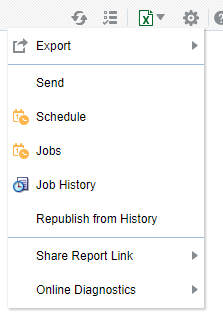 Export
Send
Schedule
Jobs
Job History
Republish from History
Share Report Link
Online Diagnostics